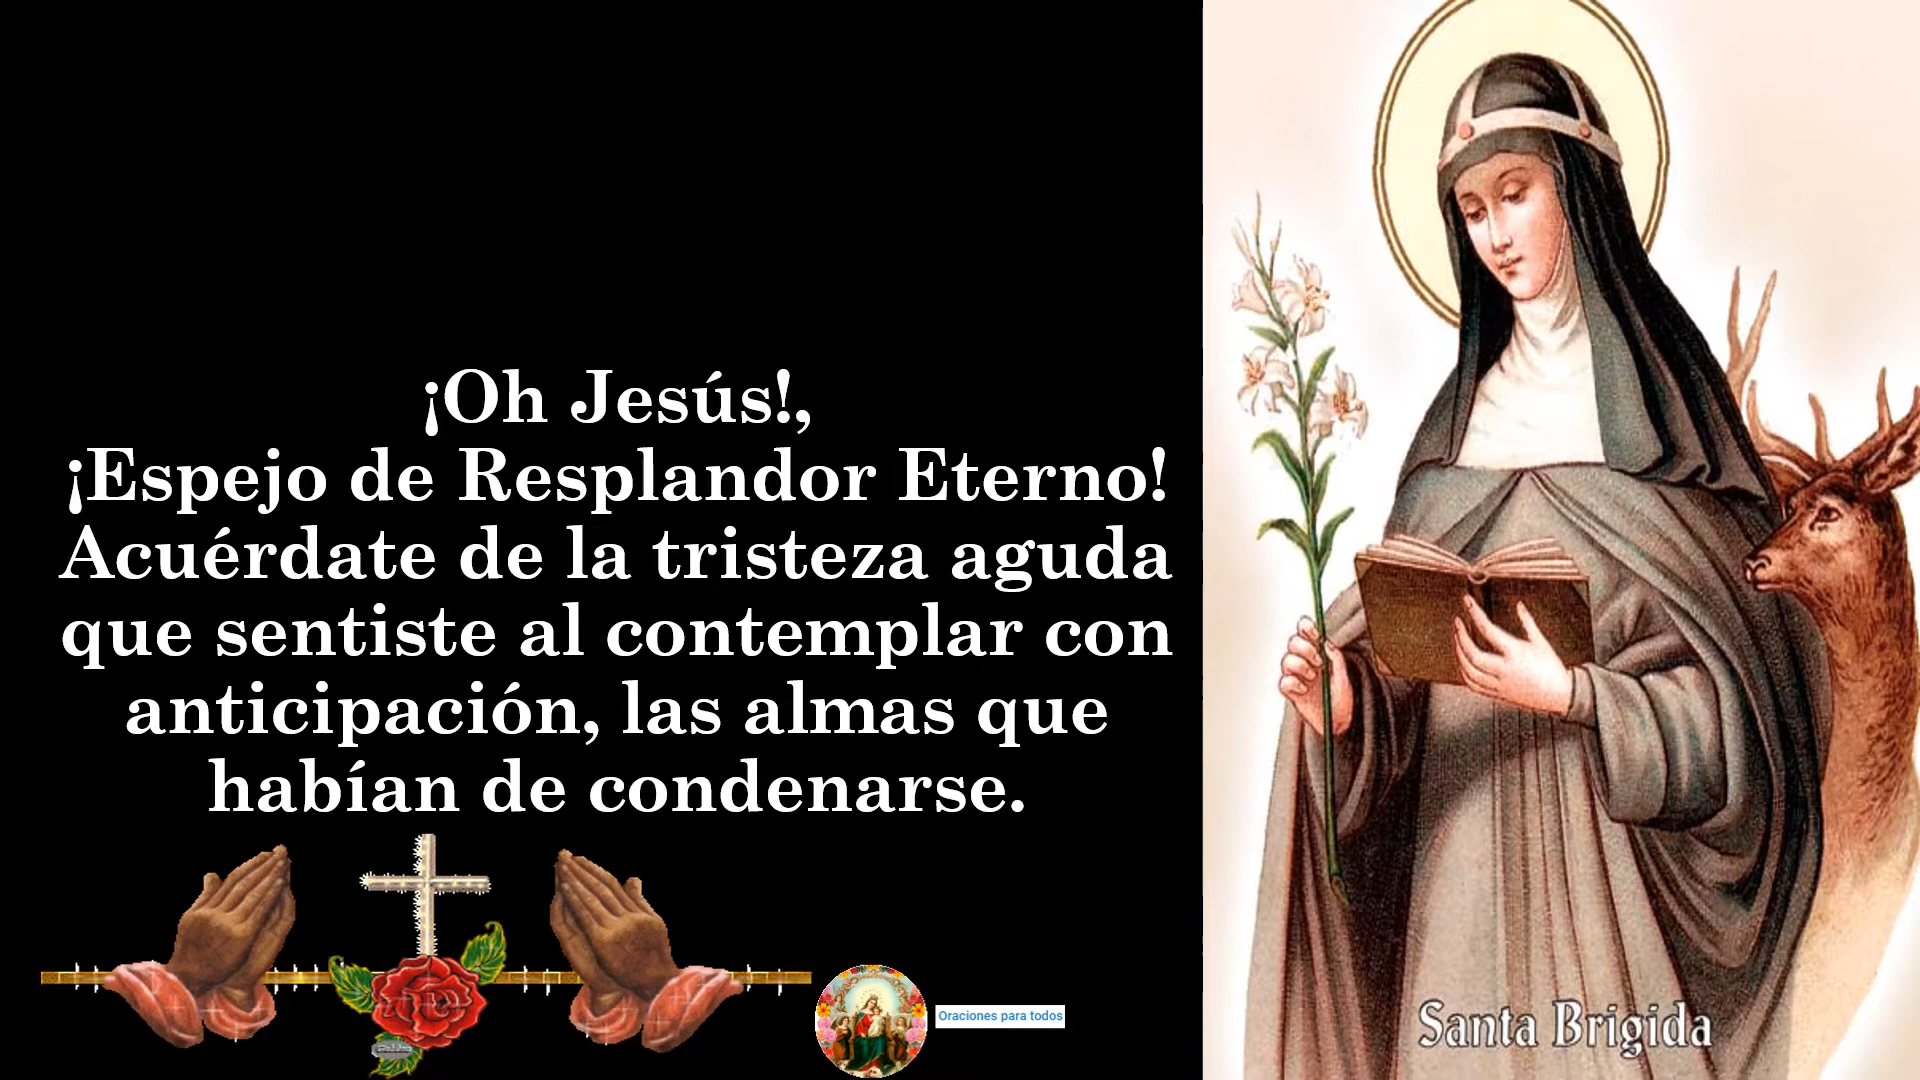 ¡Oh Jesús!,
¡Espejo de Resplandor Eterno!
Acuérdate de la tristeza aguda
que sentiste al contemplar con
anticipación, las almas que
habían de condenarse.
Oraciones para todos
Santa Brigida